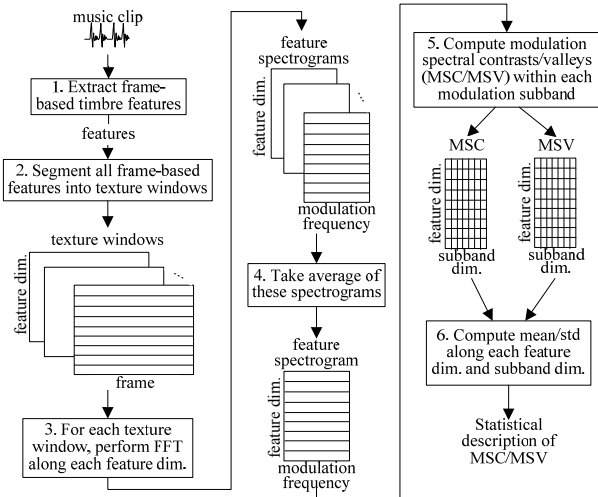 music clip
1. Extract frame-
based timbre features
features
2. Segment all frame-based
features into texture windows
texture windows
feature dim.
frame
3. For each texture
window, perform FFT
along each feature dim.
feature
spectrograms
feature dim.
modulation
frequency
4. Take average of
these spectrograms
feature
spectrogram
feature dim.
modulation
frequency
5. Compute modulation
spectral contrasts/valleys
(MSC/MSV) within each
modulation subband
MSC
feature dim.
subband
dim.
MSV
feature dim.
subband
dim.
6. Compute mean/std
along each feature
dim. and subband dim.
Statistical
description of
MSC/MSV